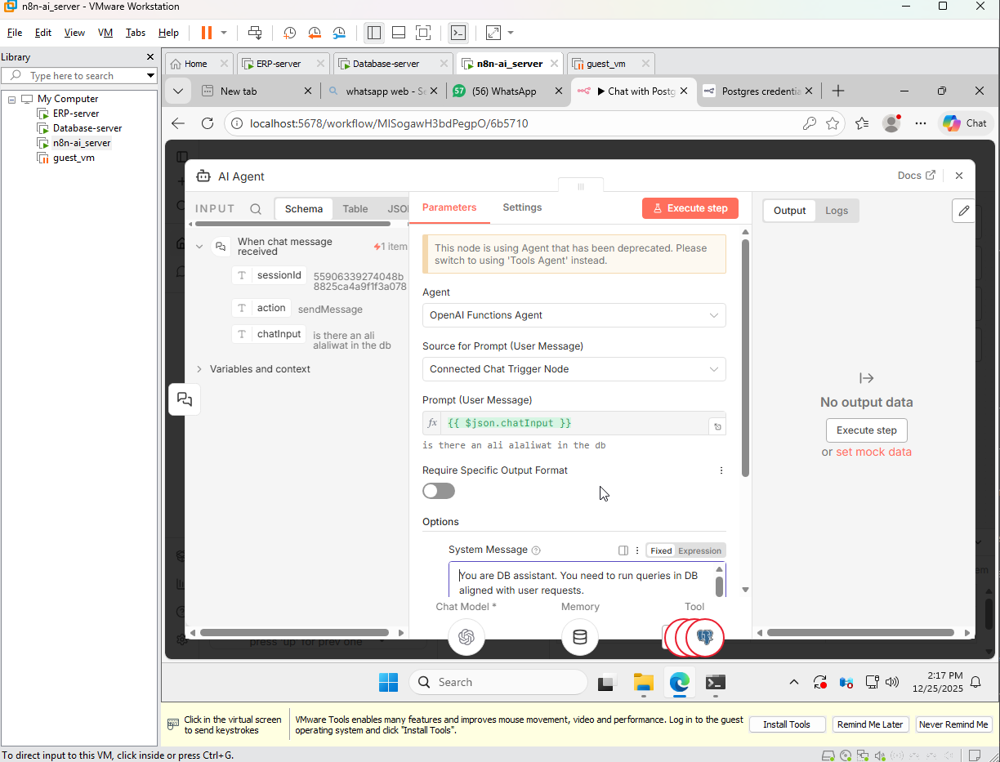 n8n-ai_server - VMware Workstation
File Edit View VM Tabs Help
Library
Type here to search
My Computer
ERP-server
Database-server
n8n-ai_server
guest_vm
Home
ERP-server
Database-server
n8n-ai_server
guest_vm
New tab
whatsapp web - Se
57
(56) WhatsApp
Chat with Postg
Postgres credentia
localhost:5678/workflow/MISogawH3bdPegpO/6b5710
Chat
AI Agent
Docs
INPUT
Schema
Table
JSO
When chat message
received
1 item
T sessionId
55906339274048b
8825ca4a9f1f3a078
T action
sendMessage
T chatInput
is there an ali
alaliwat in the db
Variables and context
Parameters
Settings
Execute step
This node is using Agent that has been deprecated. Please
switch to using 'Tools Agent' instead.
Agent
OpenAI Functions Agent
Source for Prompt (User Message)
Connected Chat Trigger Node
Prompt (User Message)
fx {{ $json.chatInput }}
is there an ali alaliwat in the db
Require Specific Output Format
Options
System Message
Fixed Expression
You are DB assistant. You need to run queries in DB
aligned with user requests.
Chat Model *
Memory
Tool
Output
Logs
No output data
Execute step
or set mock data
press 'up' for prev one
Search
2:17 PM
12/25/2025
Click in the virtual screen
to send keystrokes
VMware Tools enables many features and improves mouse movement, video and performance. Log in to the guest
operating system and click "Install Tools".
Install Tools
Remind Me Later
Never Remind Me
To direct input to this VM, click inside or press Ctrl+G.